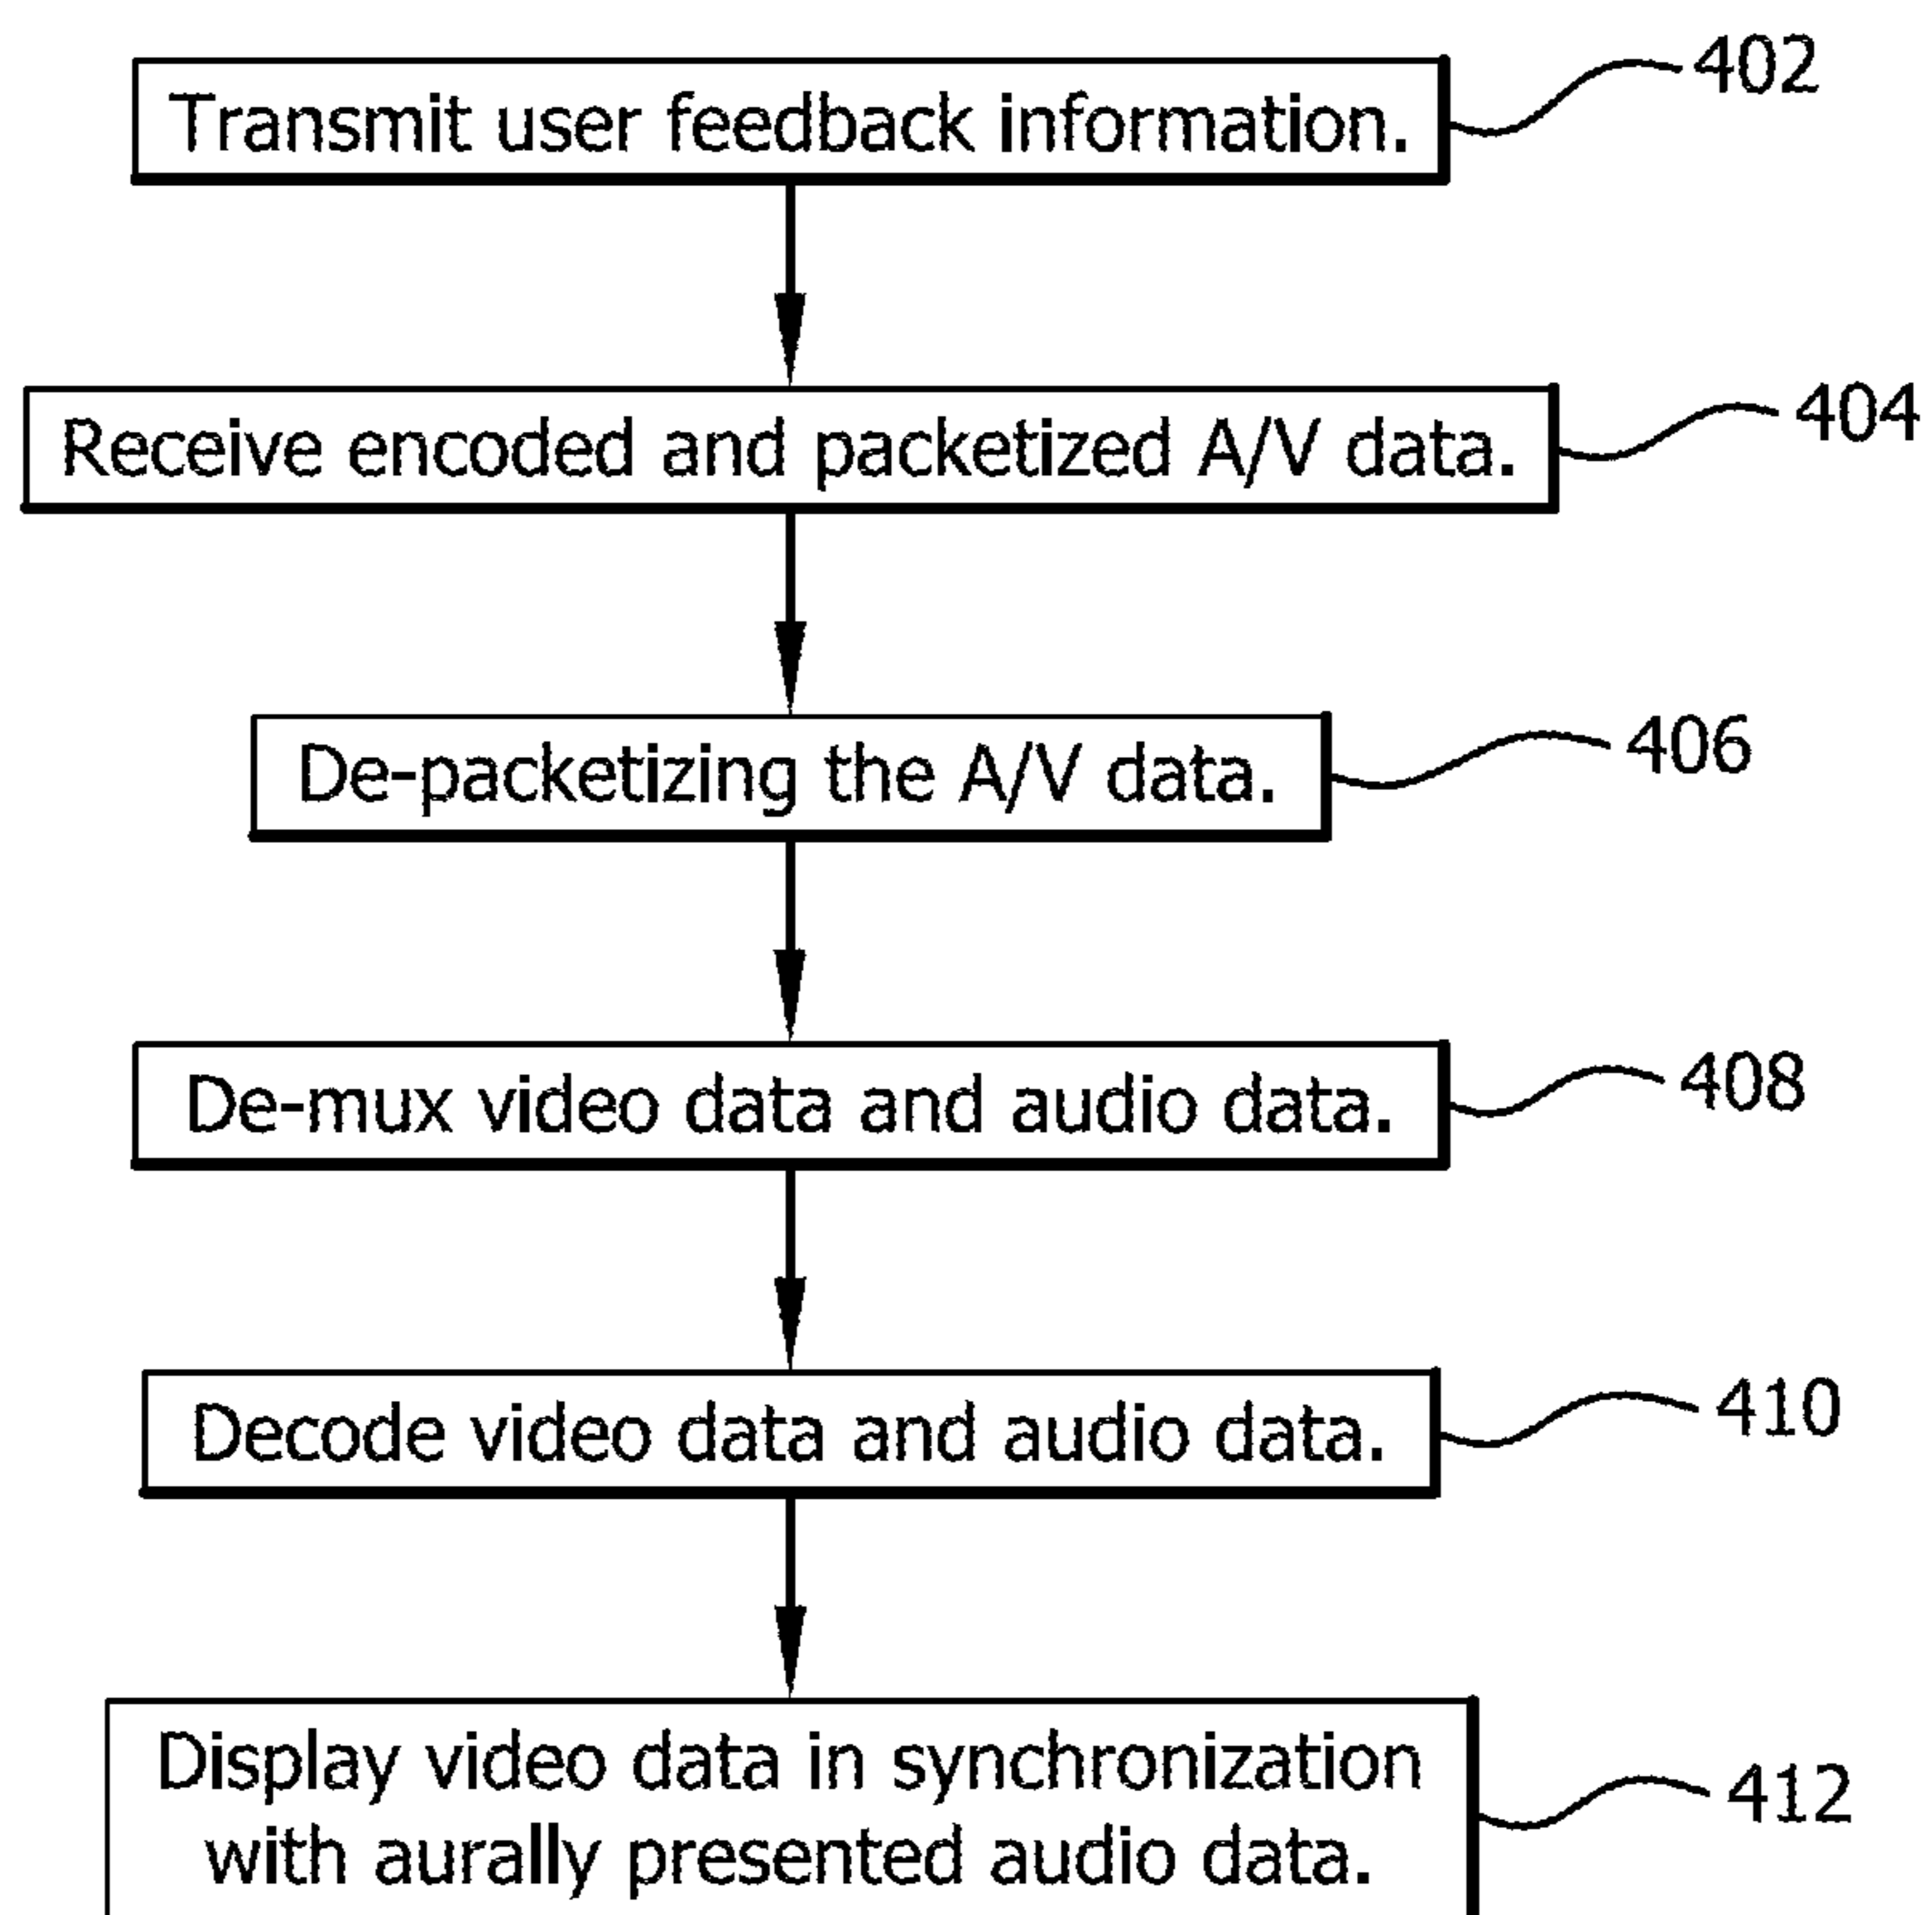 Transmit user feedback information.
402
Receive encoded and packetized A/V data.
404
De-packetizing the A/V data.
406
De-mux video data and audio data.
408
Decode video data and audio data.
410
Display video data in synchronization
with aurally presented audio data.
412